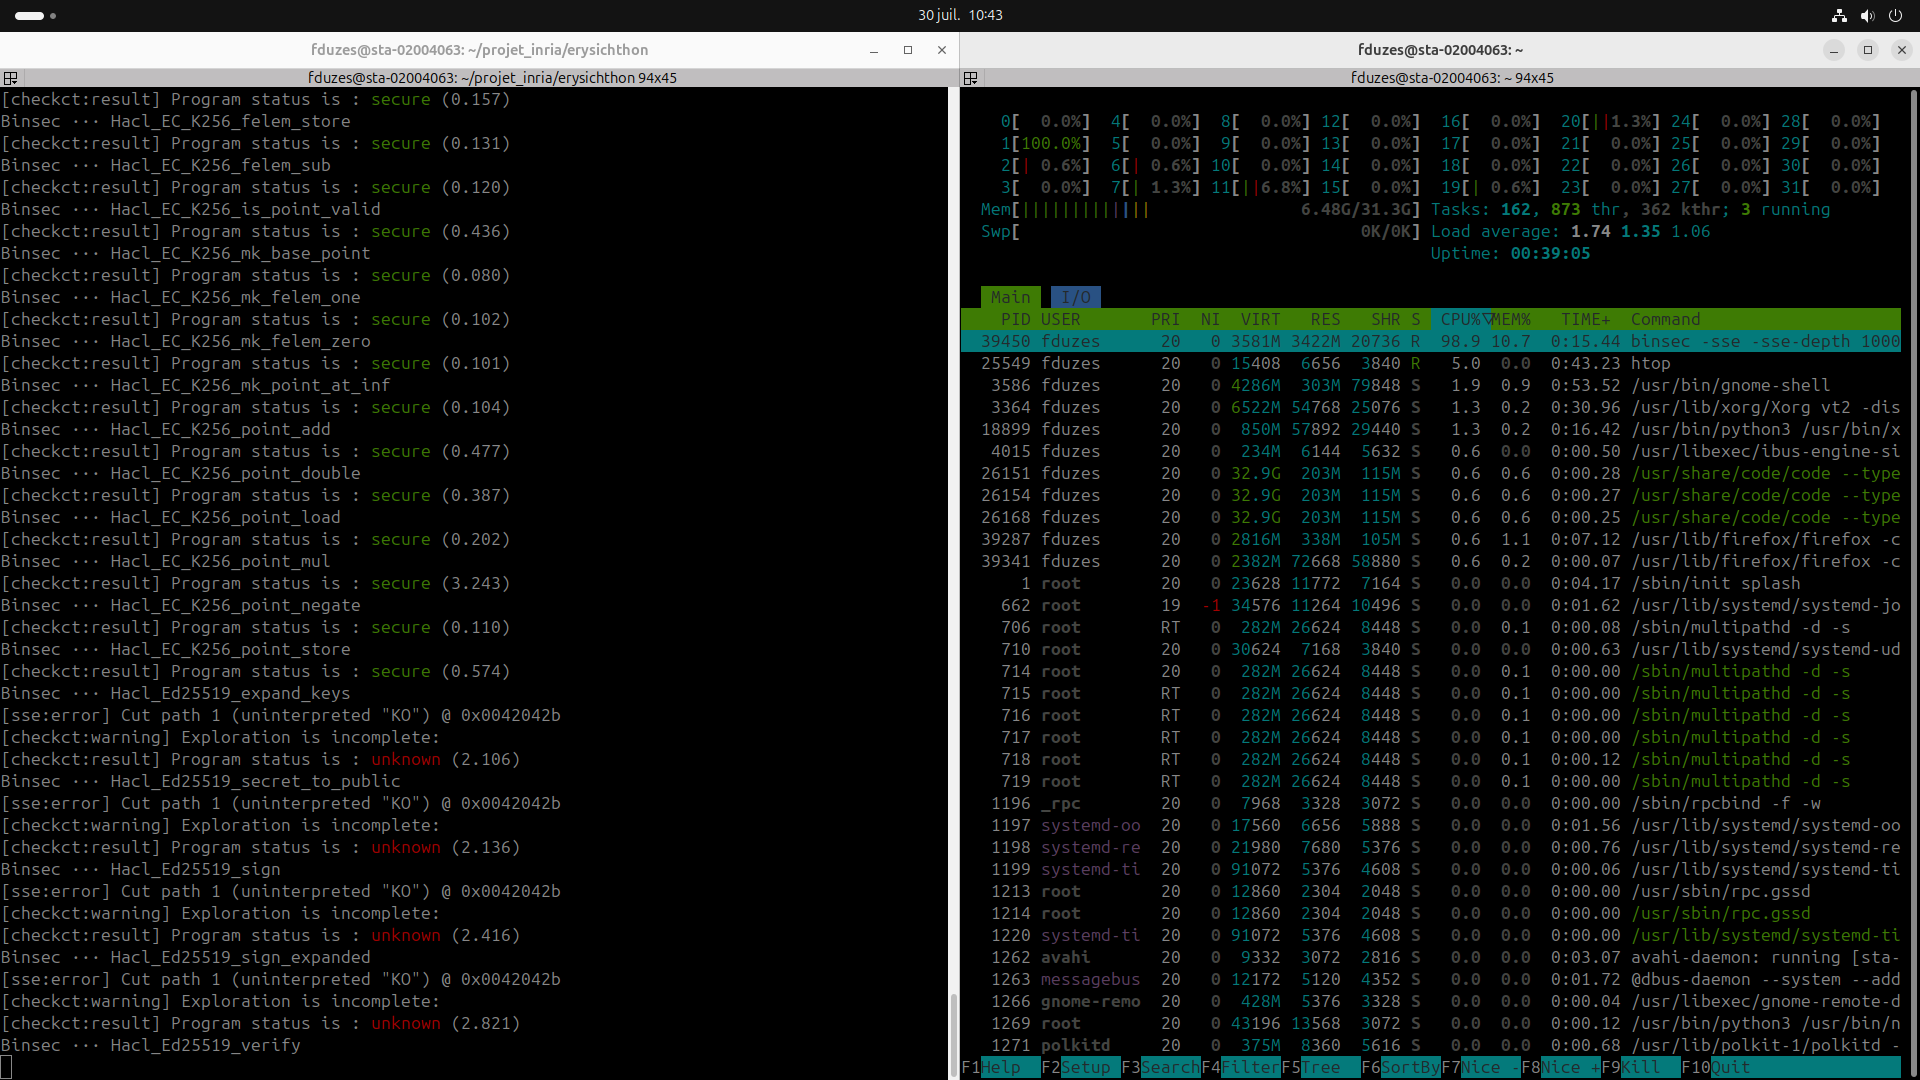 30 juil. 10:43
fduzes@sta-02004063: ~/projet_inria/erysichthon
fduzes@sta-02004063: ~/projet_inria/erysichthon 94x45
[checkct:result] Program status is : secure (0.157)
Binsec ··· Hacl_EC_K256_felem_store
[checkct:result] Program status is : secure (0.131)
Binsec ··· Hacl_EC_K256_felem_sub
[checkct:result] Program status is : secure (0.120)
Binsec ··· Hacl_EC_K256_is_point_valid
[checkct:result] Program status is : secure (0.436)
Binsec ··· Hacl_EC_K256_mk_base_point
[checkct:result] Program status is : secure (0.080)
Binsec ··· Hacl_EC_K256_mk_felem_one
[checkct:result] Program status is : secure (0.102)
Binsec ··· Hacl_EC_K256_mk_felem_zero
[checkct:result] Program status is : secure (0.101)
Binsec ··· Hacl_EC_K256_mk_point_at_inf
[checkct:result] Program status is : secure (0.104)
Binsec ··· Hacl_EC_K256_point_add
[checkct:result] Program status is : secure (0.477)
Binsec ··· Hacl_EC_K256_point_double
[checkct:result] Program status is : secure (0.387)
Binsec ··· Hacl_EC_K256_point_load
[checkct:result] Program status is : secure (0.202)
Binsec ··· Hacl_EC_K256_point_mul
[checkct:result] Program status is : secure (3.243)
Binsec ··· Hacl_EC_K256_point_negate
[checkct:result] Program status is : secure (0.110)
Binsec ··· Hacl_EC_K256_point_store
[checkct:result] Program status is : secure (0.574)
Binsec ··· Hacl_Ed25519_expand_keys
[sse:error] Cut path 1 (uninterpreted "KO") @ 0x0042042b
[checkct:warning] Exploration is incomplete:
[checkct:result] Program status is : unknown (2.106)
Binsec ··· Hacl_Ed25519_secret_to_public
[sse:error] Cut path 1 (uninterpreted "KO") @ 0x0042042b
[checkct:warning] Exploration is incomplete:
[checkct:result] Program status is : unknown (2.136)
Binsec ··· Hacl_Ed25519_sign
[sse:error] Cut path 1 (uninterpreted "KO") @ 0x0042042b
[checkct:warning] Exploration is incomplete:
[checkct:result] Program status is : unknown (2.416)
Binsec ··· Hacl_Ed25519_sign_expanded
[sse:error] Cut path 1 (uninterpreted "KO") @ 0x0042042b
[checkct:warning] Exploration is incomplete:
[checkct:result] Program status is : unknown (2.821)
Binsec ··· Hacl_Ed25519_verify
fduzes@sta-02004063: ~
fduzes@sta-02004063: ~ 94x45
0[ 0.0%] 4[ 0.0%] 8[ 0.0%] 12[ 0.0%] 16[ 0.0%] 20[||1.3%] 24[ 0.0%] 28[ 0.0%]
1[100.0%] 5[ 0.0%] 9[ 0.0%] 13[ 0.0%] 17[ 0.0%] 21[ 0.0%] 25[ 0.0%] 29[ 0.0%]
2[| 0.6%] 6[| 0.6%] 10[ 0.0%] 14[ 0.0%] 18[ 0.0%] 22[ 0.0%] 26[ 0.0%] 30[ 0.0%]
3[ 0.0%] 7[| 1.3%] 11[||6.8%] 15[ 0.0%] 19[| 0.6%] 23[ 0.0%] 27[ 0.0%] 31[ 0.0%]
Mem[||||||||||||| 6.48G/31.3G] Tasks: 162, 873 thr, 362 kthr; 3 running
Swp[ 0K/0K] Load average: 1.74 1.35 1.06
Uptime: 00:39:05
Main I/O
PID USER PRI NI VIRT RES SHR S CPU%▽MEM% TIME+ Command
39450 fduzes 20 0 3581M 3422M 20736 R 98.9 10.7 0:15.44 binsec -sse -sse-depth 1000
25549 fduzes 20 0 15408 6656 3840 R 5.0 0.0 0:43.23 htop
3586 fduzes 20 0 4286M 303M 79848 S 1.9 0.9 0:53.52 /usr/bin/gnome-shell
3364 fduzes 20 0 6522M 54768 25076 S 1.3 0.2 0:30.96 /usr/lib/xorg/Xorg vt2 -dis
18899 fduzes 20 0 850M 57892 29440 S 1.3 0.2 0:16.42 /usr/bin/python3 /usr/bin/x
4015 fduzes 20 0 234M 6144 5632 S 0.6 0.0 0:00.50 /usr/libexec/ibus-engine-si
26151 fduzes 20 0 32.9G 203M 115M S 0.6 0.6 0:00.28 /usr/share/code/code --type
26154 fduzes 20 0 32.9G 203M 115M S 0.6 0.6 0:00.27 /usr/share/code/code --type
26168 fduzes 20 0 32.9G 203M 115M S 0.6 0.6 0:00.25 /usr/share/code/code --type
39287 fduzes 20 0 2816M 338M 105M S 0.6 1.1 0:07.12 /usr/lib/firefox/firefox -c
39341 fduzes 20 0 2382M 72668 58880 S 0.6 0.2 0:00.07 /usr/lib/firefox/firefox -c
1 root 20 0 23628 11772 7164 S 0.0 0.0 0:04.17 /sbin/init splash
662 root 19 -1 34576 11264 10496 S 0.0 0.0 0:01.62 /usr/lib/systemd/systemd-jo
706 root RT 0 282M 26624 8448 S 0.0 0.1 0:00.08 /sbin/multipathd -d -s
710 root 20 0 30624 7168 3840 S 0.0 0.0 0:00.63 /usr/lib/systemd/systemd-ud
714 root 20 0 282M 26624 8448 S 0.0 0.1 0:00.00 /sbin/multipathd -d -s
715 root RT 0 282M 26624 8448 S 0.0 0.1 0:00.00 /sbin/multipathd -d -s
716 root RT 0 282M 26624 8448 S 0.0 0.1 0:00.00 /sbin/multipathd -d -s
717 root RT 0 282M 26624 8448 S 0.0 0.1 0:00.00 /sbin/multipathd -d -s
718 root RT 0 282M 26624 8448 S 0.0 0.1 0:00.12 /sbin/multipathd -d -s
719 root RT 0 282M 26624 8448 S 0.0 0.1 0:00.00 /sbin/multipathd -d -s
1196 _rpc 20 0 7968 3328 3072 S 0.0 0.0 0:00.00 /sbin/rpcbind -f -w
1197 systemd-oo 20 0 17560 6656 5888 S 0.0 0.0 0:01.56 /usr/lib/systemd/systemd-oo
1198 systemd-re 20 0 21980 7680 5376 S 0.0 0.0 0:00.76 /usr/lib/systemd/systemd-re
1199 systemd-ti 20 0 91072 5376 4608 S 0.0 0.0 0:00.06 /usr/lib/systemd/systemd-ti
1213 root 20 0 12860 2304 2048 S 0.0 0.0 0:00.00 /usr/sbin/rpc.gssd
1214 root 20 0 12860 2304 2048 S 0.0 0.0 0:00.00 /usr/sbin/rpc.gssd
1220 systemd-ti 20 0 91072 5376 4608 S 0.0 0.0 0:00.00 /usr/lib/systemd/systemd-ti
1262 avahi 20 0 9332 3072 2816 S 0.0 0.0 0:03.07 avahi-daemon: running [sta-
1263 messagebus 20 0 12172 5120 4352 S 0.0 0.0 0:01.72 @dbus-daemon --system --add
1266 gnome-remo 20 0 428M 5376 3328 S 0.0 0.0 0:00.04 /usr/libexec/gnome-remote-d
1269 root 20 0 43196 13568 3072 S 0.0 0.0 0:00.12 /usr/bin/python3 /usr/bin/n
1271 polkitd 20 0 375M 8360 5616 S 0.0 0.0 0:00.68 /usr/lib/polkit-1/polkitd -
F1Help F2Setup F3SearchF4FilterF5Tree F6SortByF7Nice -F8Nice +F9Kill F10Quit